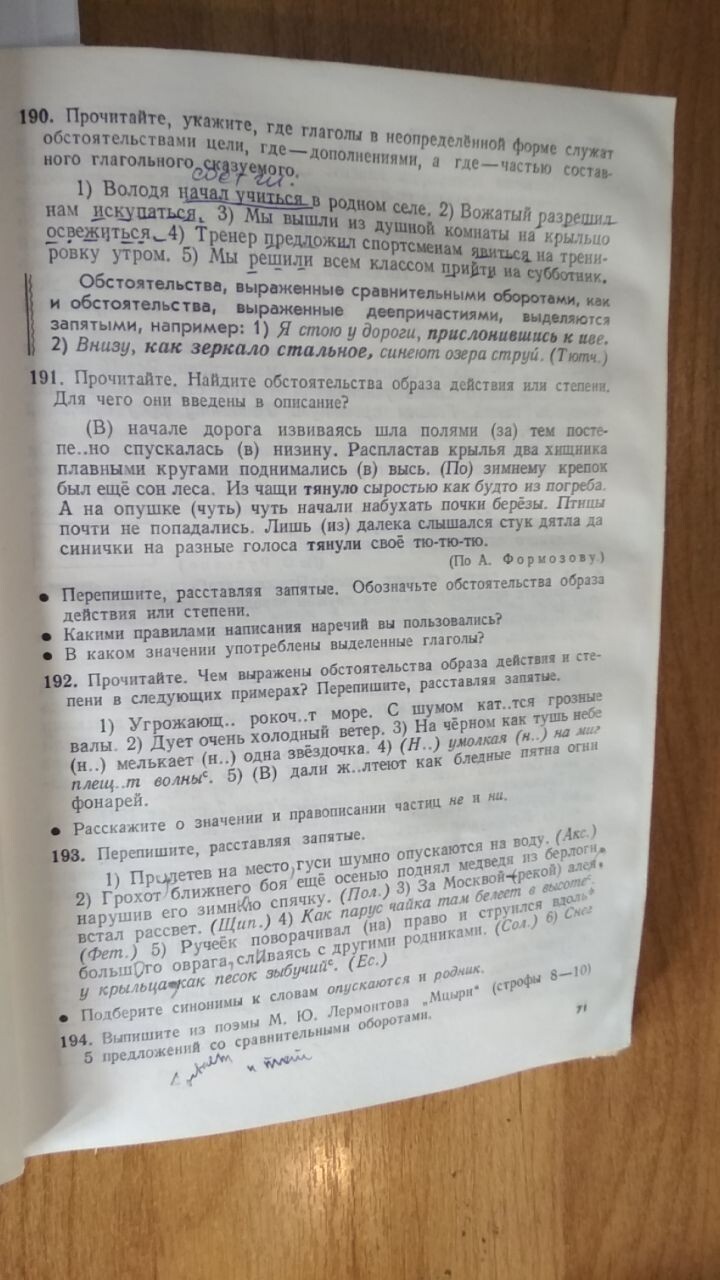 190. Прочитайте, укажите, где глаголы в неопределённой форме служат
обстоятельствами цели, где — дополнениями, а где — частью состав-
ного глагольного сказуемого.
1) Володя начал учиться в родном селе. 2) Вожатый разрешил
нам искупаться. 3) Мы вышли из душной комнаты на крыльцо
освежиться. 4) Тренер предложил спортсменам явиться на трени-
ровку утром. 5) Мы решили всем классом прийти на субботник.
Обстоятельства, выраженные сравнительными оборотами, как
и обстоятельства, выраженные деепричастиями, выделяются
запятыми, например: 1) Я стою у дороги, прислонившись к иве.
2) Внизу, как зеркало стальное, синеют озера струй. (Тютч.)
191. Прочитайте. Найдите обстоятельства образа действия или степени.
Для чего они введены в описание?
(В) начале дорога извиваясь шла полями (за) тем посте-
пе..но спускалась (в) низину. Распластав крылья два хищника
плавными кругами поднимались (в) высь. (По) зимнему крепок
был ещё сон леса. Из чащи тянуло сыростью как будто из погреба.
А на опушке (чуть) чуть начали набухать почки берёзы. Птицы
почти не попадались. Лишь (из) далека слышался стук дятла да
синички на разные голоса тянули своё тю-тю-тю.
(По А. Формозову)
• Перепишите, расставляя запятые. Обозначьте обстоятельства образа
действия или степени.
• Какими правилами написания наречий вы пользовались?
• В каком значении употреблены выделенные глаголы?
192. Прочитайте. Чем выражены обстоятельства образа действия и сте-
пени в следующих примерах? Перепишите, расставляя запятые.
1) Угрожающ.. рокоч..т море. С шумом кат..тся грозные
валы. 2) Дует очень холодный ветер. 3) На чёрном как тушь небе
(н..) мелькает (н..) одна звёздочка. 4) (Н..) умолкая (н..) на миг
плещ..т волны с. 5) (В) дали ж..лтеют как бледные пятна огни
фонарей.
• Расскажите о значении и правописании частиц не и ни.
193. Перепишите, расставляя запятые.
1) Прилетев на место, гуси шумно опускаются на воду. (Акс.)
2) Грохот ближнего боя ещё осенью поднял медведя из берлоги,
нарушив его зимнюю спячку. (Пол.) 3) За Москвой-(рекой) алея,
встал рассвет. (Щип.) 4) Как парус чайка там белеет в высоте с.
(Фет.) 5) Ручеёк поворачивал (на) право и струился вдоль
большого оврага, сливаясь с другими родниками. (Сол.) 6) Снег
у крыльца, как песок зыбучий с. (Ес.)
• Подберите синонимы к словам опускаются и родник.
194. Выпишите из поэмы М. Ю. Лермонтова „Мцыри" (строфы 8—10)
5 предложений со сравнительными оборотами.
71